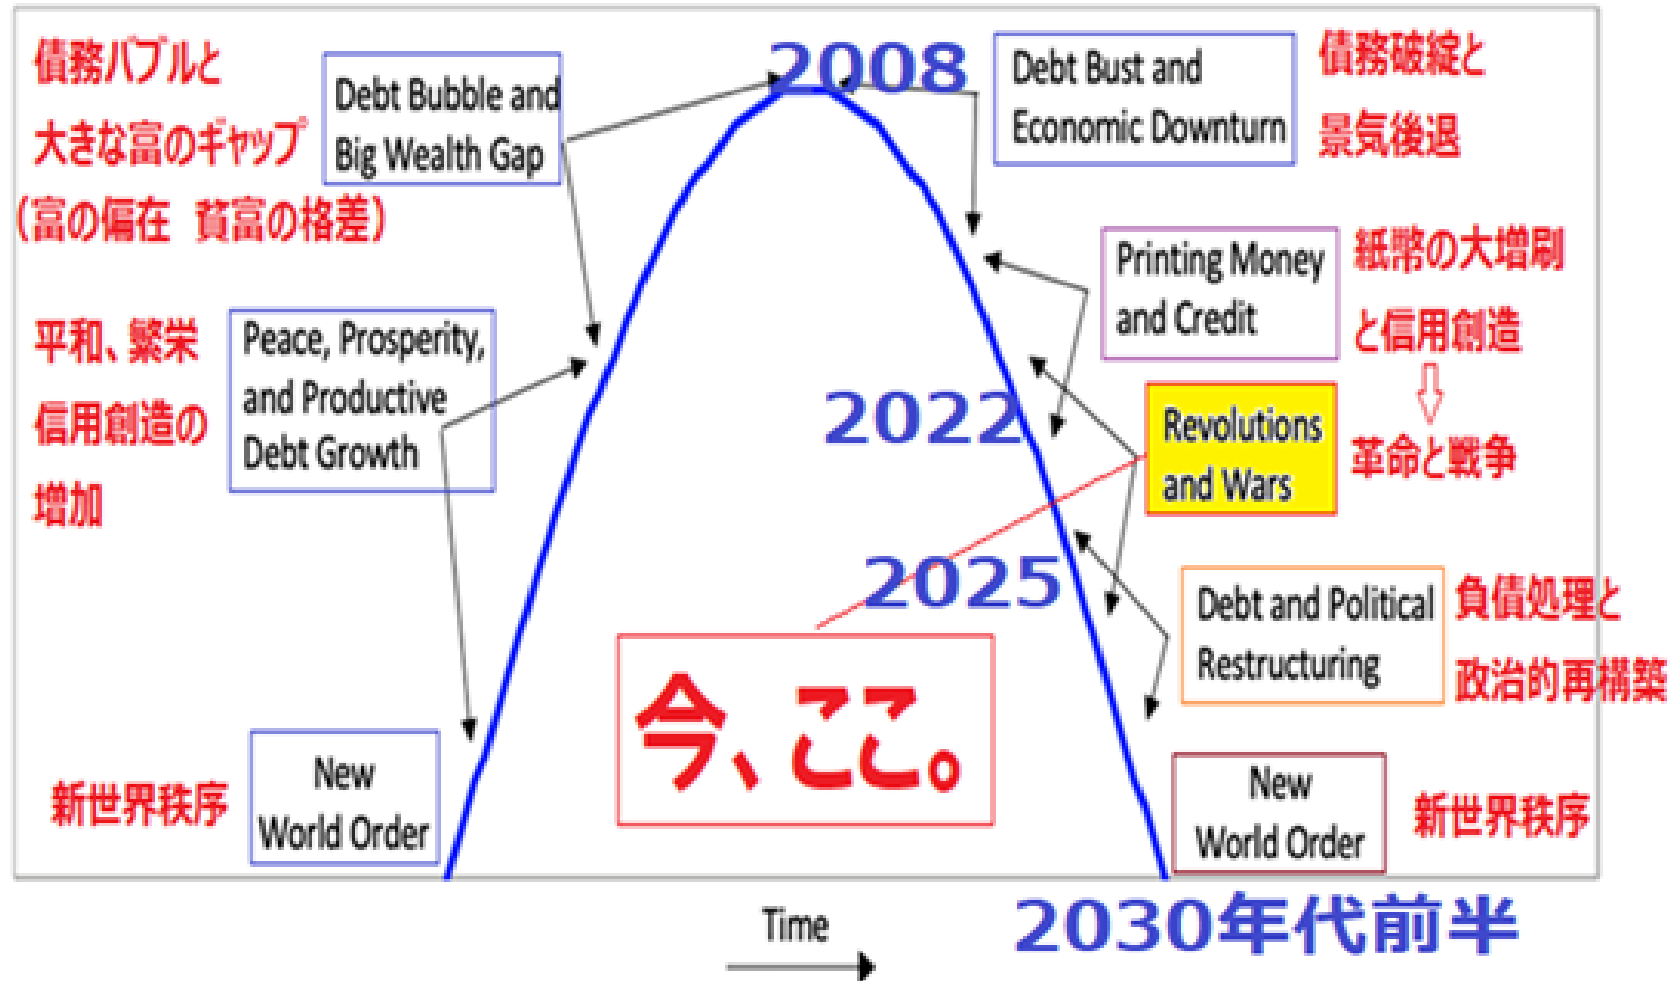 債務バブルと
大きな富のギャップ
（富の偏在　貧富の格差）
Debt Bubble and
Big Wealth Gap
2008
Debt Bust and
Economic Downturn
債務破綻と
景気後退
平和、繁栄
信用創造の
増加
Peace, Prosperity,
and Productive
Debt Growth
Printing Money
and Credit
紙幣の大増刷
と信用創造
2022
Revolutions
and Wars
革命と戦争
2025
Debt and Political
Restructuring
負債処理と
政治的再構築
今、ここ。
新世界秩序
New
World Order
New
World Order
新世界秩序
Time
2030年代前半